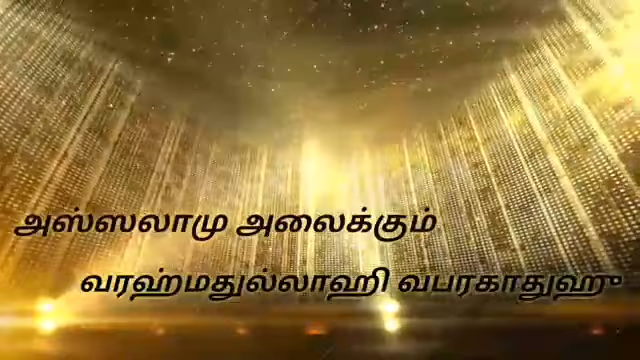 அஸ்ஸலாமு அலைக்கும்
வரஹ்மதுல்லாஹி வபரகாதுஹு